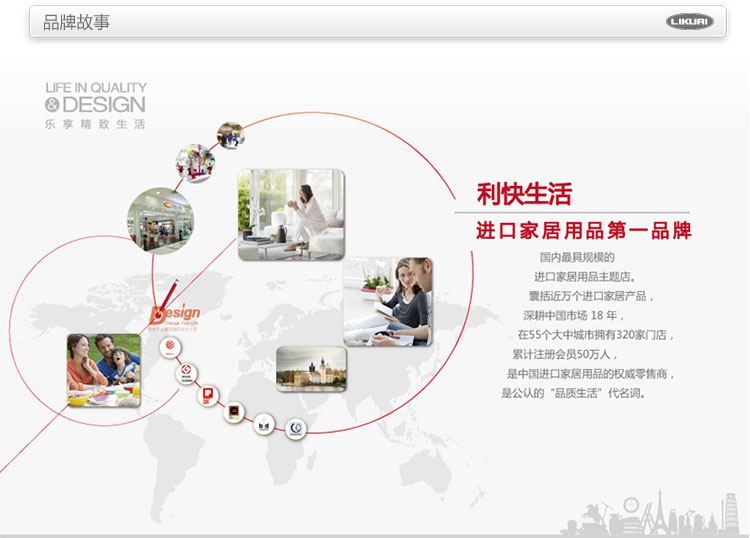 品牌故事
LIKUAI
LIFE IN QUALITY
&DESIGN
乐享精致生活
利快生活
进口家居用品第一品牌
国内最具规模的
进口家居用品主题店。
囊括近万个进口家居产品，
深耕中国市场 18 年，
在55个大中城市拥有320家门店，
累计注册会员50万人，
是中国进口家居用品的权威零售商，
是公认的“品质生活”代名词。
Design
Change Your Life